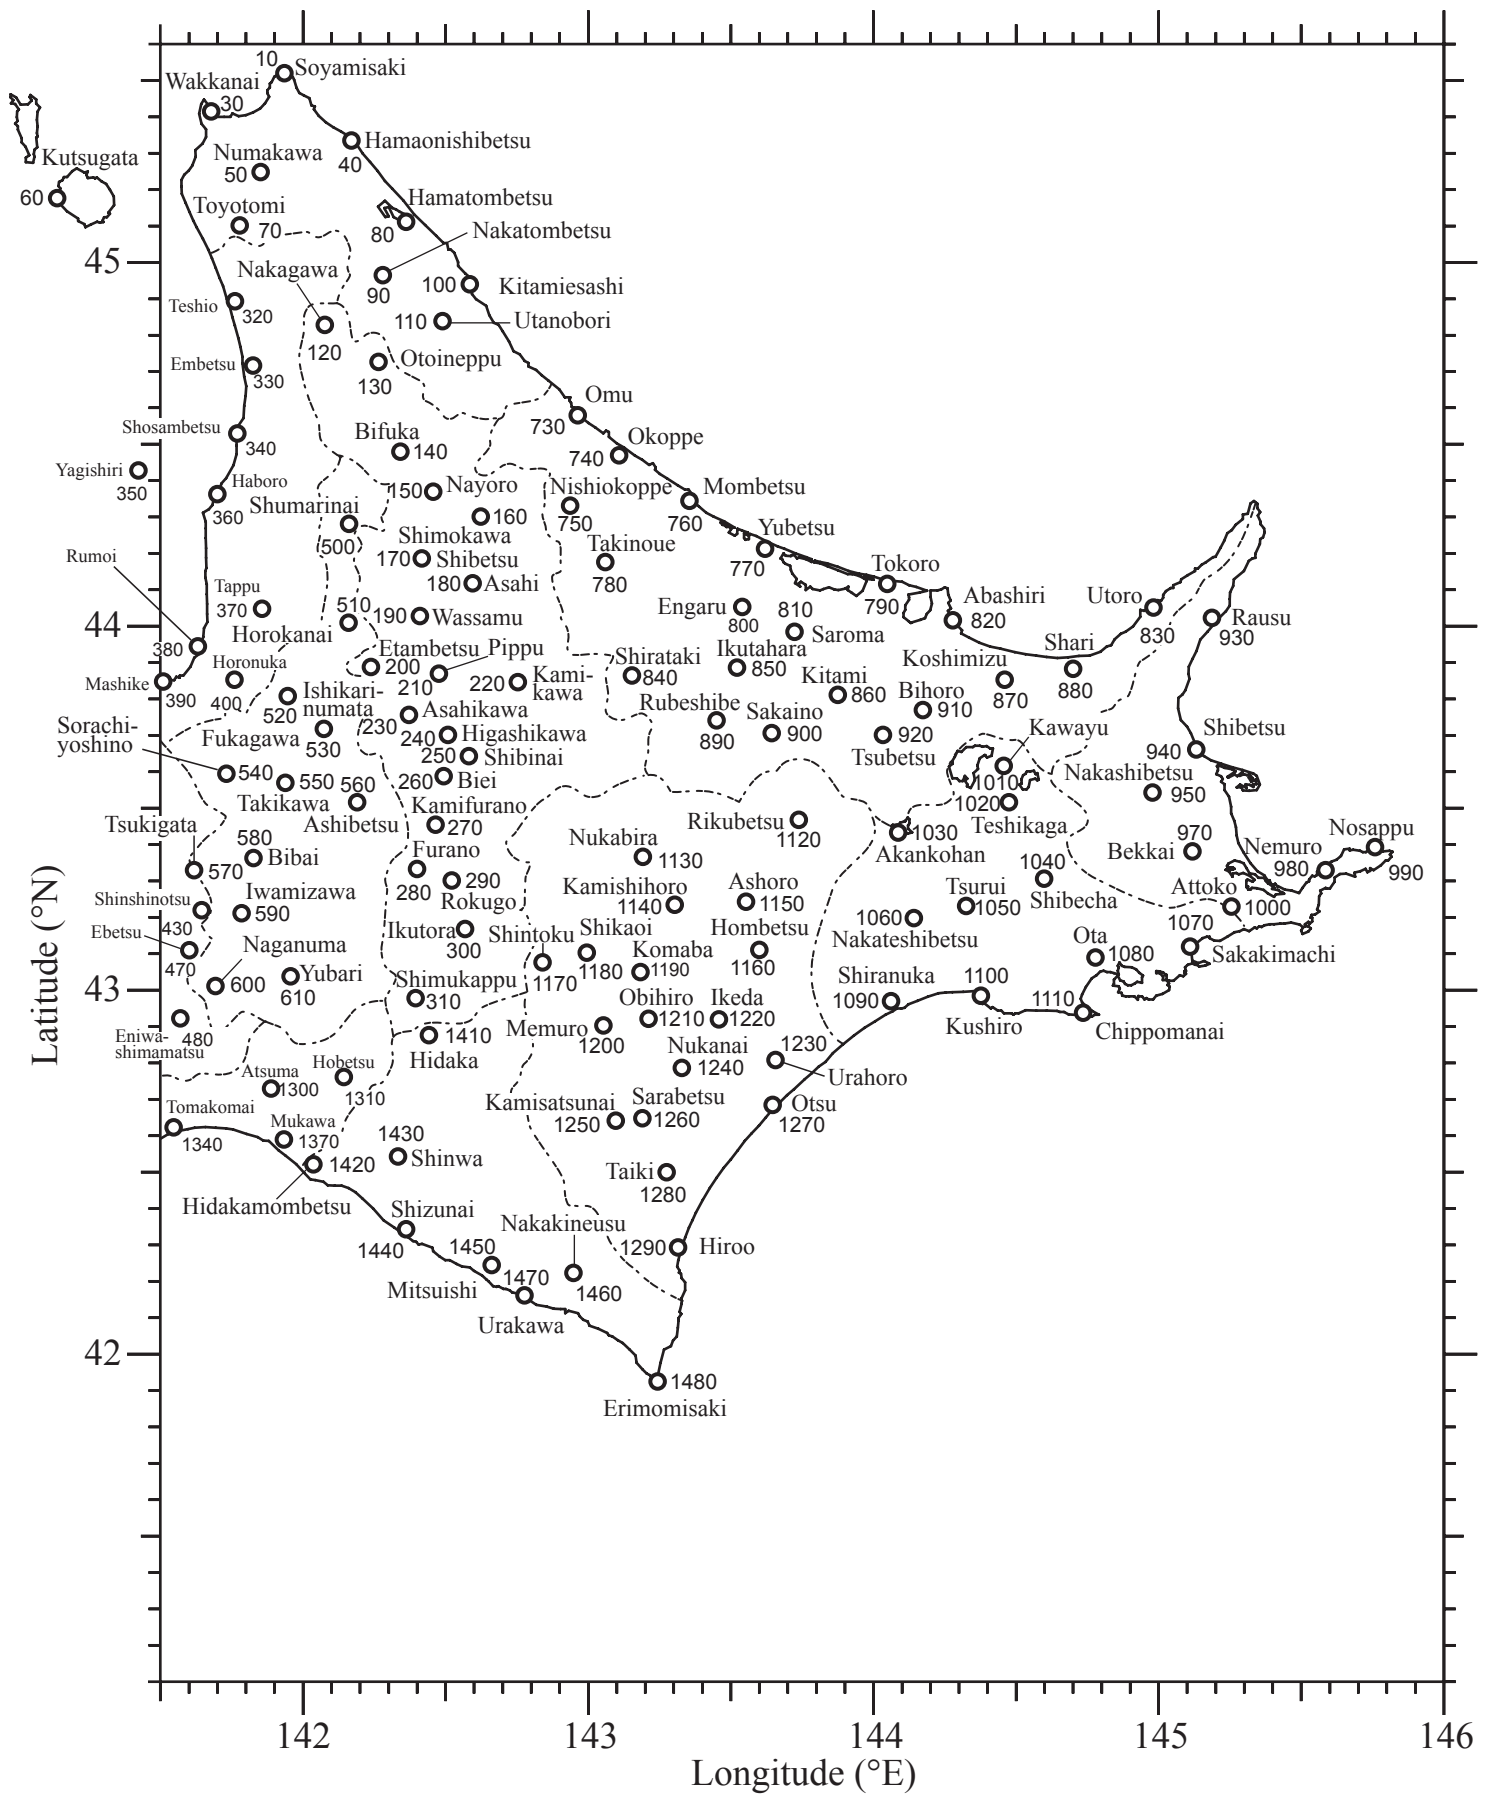 10
Soyamisaki
Wakkanai
30
Hamaonishibetsu
40
Numakawa
50
Kutsugata
60
Toyotomi
70
Hamatombetsu
80
Nakatombetsu
90
45
Nakagawa
120
100
Kitamiesashi
Teshio
320
110
Utanobori
Embetsu
330
Otoineppu
130
Omu
730
Shosambetsu
340
Bifuka
140
Okoppe
740
Yagishiri
350
Haboro
360
150
Nayoro
Nishiokoppe
750
Mombetsu
760
Shumarinai
500
160
Shimokawa
Yubetsu
770
170
Shibetsu
Takinoue
780
Rumoi
380
180
Asahi
Tokoro
790
Tappu
370
510
Horokanai
190
Wassamu
Engaru
800
810
Saroma
Abashiri
820
Utoro
830
Rausu
930
44
Etambetsu
200
Pippu
210
Horonuka
400
Mashike
390
220
Kami-
kawa
Shirataki
840
Ikutahara
850
Kitami
860
Koshimizu
870
Shari
880
Ishikari-
numata
520
Fukagawa
530
230
Asahikawa
Rubeshibe
890
Sakaino
900
Bihoro
910
Sorachi-
yoshino
540
240
Higashikawa
250
Shibinai
920
Tsubetsu
Kawayu
1010
Shibetsu
940
550
Takikawa
560
Ashibetsu
260
Biei
1020
Teshikaga
Nakashibetsu
950
Kamifurano
270
Rikubetsu
1120
1030
Akankohan
Tsukigata
570
580
Bibai
Nukabira
1130
Bekkai
970
Nemuro
980
Nosappu
990
Furano
280
290
Rokugo
1040
Shibecha
Shinshinotsu
430
Iwamizawa
590
Kamishihoro
1140
Ashoro
1150
Tsurui
1050
Attoko
1000
Ebetsu
470
Ikutora
300
Shintoku
1170
Shikaoi
1180
Hombetsu
1160
1060
Nakateshibetsu
1070
Sakakimachi
Naganuma
600
Yubari
610
Komaba
1190
Ota
1080
43
Shimukappu
310
Shiranuka
1090
1100
Kushiro
1110
Chippomanai
Eniwa-
shimamatsu
480
1410
Hidaka
Memuro
1200
Obihiro
1210
Ikeda
1220
1230
Urahoro
Nukanai
1240
Atsuma
1300
Hobetsu
1310
Kamisatsunai
1250
Sarabetsu
1260
Otsu
1270
Tomakomai
1340
Mukawa
1370
1420
Hidakamombetsu
1430
Shinwa
Taiki
1280
Shizunai
1440
Nakakineusu
1460
1290
Hiroo
1450
Mitsuishi
1470
Urakawa
42
1480
Erimomisaki
Latitude (°N)
142
143
144
145
146
Longitude (°E)